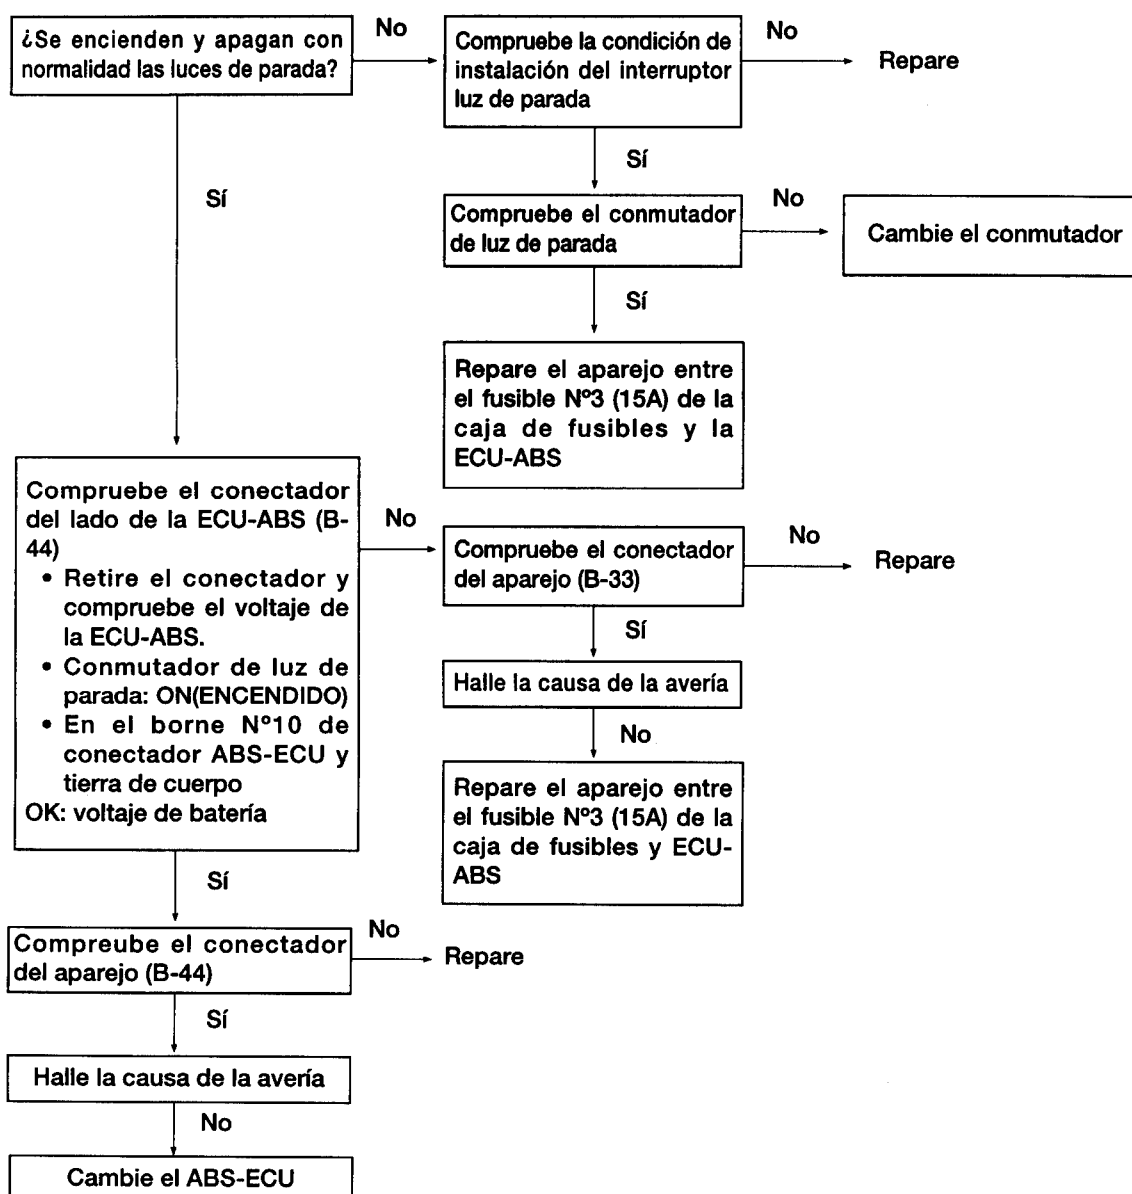 ¿Se encienden y apagan con
normalidad las luces de parada?
No
Compruebe la condición de
instalación del interruptor
luz de parada
No
Repare
Sí
Sí
Compruebe el conmutador
de luz de parada
No
Cambie el conmutador
Sí
Repare el aparejo entre
el fusible Nº3 (15A) de la
caja de fusibles y la
ECU-ABS
Compruebe el conectador
del lado de la ECU-ABS (B-
44)
• Retire el conectador y
compruebe el voltaje de
la ECU-ABS.
• Conmutador de luz de
parada: ON(ENCENDIDO)
• En el borne Nº10 de
conectador ABS-ECU y
tierra de cuerpo
OK: voltaje de batería
No
Compruebe el conectador
del aparejo (B-33)
No
Repare
Sí
Halle la causa de la avería
No
Repare el aparejo entre
el fusible Nº3 (15A) de la
caja de fusibles y ECU-
ABS
Sí
Compreube el conectador
del aparejo (B-44)
No
Repare
Sí
Halle la causa de la avería
No
Cambie el ABS-ECU